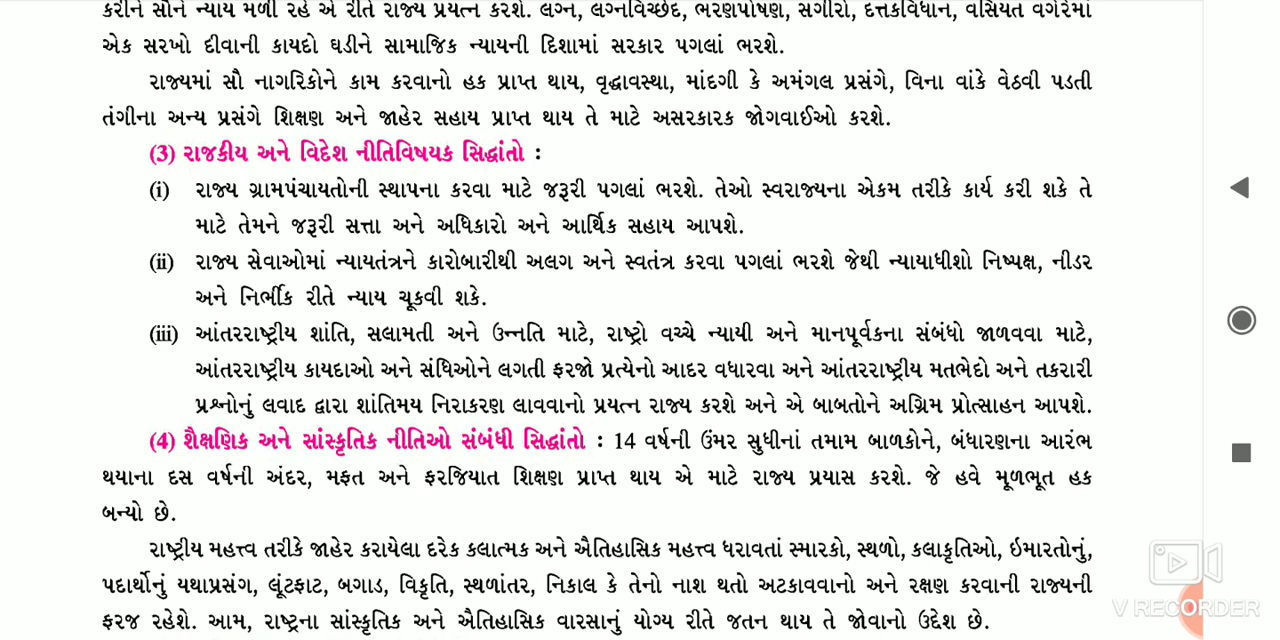 કરીને સૌને ન્યાય મળી રહે એ રીતે રાજ્ય પ્રયત્ન કરશે. લગ્ન, લગ્નવિચ્છેદ, ભરણપોષણ, સગીરો, દત્તકવિધાન, વસિયત વગેરેમાં
એક સરખો દીવાની કાયદો ઘડીને સામાજિક ન્યાયની દિશામાં સરકાર પગલાં ભરશે.
રાજ્યમાં સૌ નાગરિકોને કામ કરવાનો હક પ્રાપ્ત થાય, વૃદ્ધાવસ્થા, માંદગી કે અમંગલ પ્રસંગે, વિના વાંકે વેઠવી પડતી
તંગીના અન્ય પ્રસંગે શિક્ષણ અને જાહેર સહાય પ્રાપ્ત થાય તે માટે અસરકારક જોગવાઈઓ કરશે.
(3) રાજકીય અને વિદેશ નીતિવિષયક સિદ્ધાંતો :
(i) રાજ્ય ગ્રામપંચાયતોની સ્થાપના કરવા માટે જરૂરી પગલાં ભરશે. તેઓ સ્વરાજ્યના એકમ તરીકે કાર્ય કરી શકે તે
માટે તેમને જરૂરી સત્તા અને અધિકારો અને આર્થિક સહાય આપશે.
(ii) રાજ્ય સેવાઓમાં ન્યાયતંત્રને કારોબારીથી અલગ અને સ્વતંત્ર કરવા પગલાં ભરશે જેથી ન્યાયાધીશો નિષ્પક્ષ, નીડર
અને નિર્ભીક રીતે ન્યાય ચૂકવી શકે.
(iii) આંતરરાષ્ટ્રીય શાંતિ, સલામતી અને ઉન્નતિ માટે, રાષ્ટ્રો વચ્ચે ન્યાયી અને માનપૂર્વકના સંબંધો જાળવવા માટે,
આંતરરાષ્ટ્રીય કાયદાઓ અને સંધિઓને લગતી ફરજો પ્રત્યેનો આદર વધારવા અને આંતરરાષ્ટ્રીય મતભેદો અને તકરારી
પ્રશ્નોનું લવાદ દ્વારા શાંતિમય નિરાકરણ લાવવાનો પ્રયત્ન રાજ્ય કરશે અને એ બાબતોને અગ્રિમ પ્રોત્સાહન આપશે.
(4) શૈક્ષણિક અને સાંસ્કૃતિક નીતિઓ સંબંધી સિદ્ધાંતો : 14 વર્ષની ઉંમર સુધીનાં તમામ બાળકોને, બંધારણના આરંભ
થયાના દસ વર્ષની અંદર, મફત અને ફરજિયાત શિક્ષણ પ્રાપ્ત થાય એ માટે રાજ્ય પ્રયાસ કરશે. જે હવે મૂળભૂત હક
બન્યો છે.
રાષ્ટ્રીય મહત્ત્વ તરીકે જાહેર કરાયેલા દરેક કલાત્મક અને ઐતિહાસિક મહત્ત્વ ધરાવતાં સ્મારકો, સ્થળો, કલાકૃતિઓ, ઇમારતોનું,
પદાર્થોનું યથાપ્રસંગ, લૂંટફાટ, બગાડ, વિકૃતિ, સ્થળાંતર, નિકાલ કે તેનો નાશ થતો અટકાવવાનો અને રક્ષણ કરવાની રાજ્યની
ફરજ રહેશે. આમ, રાષ્ટ્રના સાંસ્કૃતિક અને ઐતિહાસિક વારસાનું યોગ્ય રીતે જતન થાય તે જોવાનો ઉદ્દેશ છે.
V RECORDER